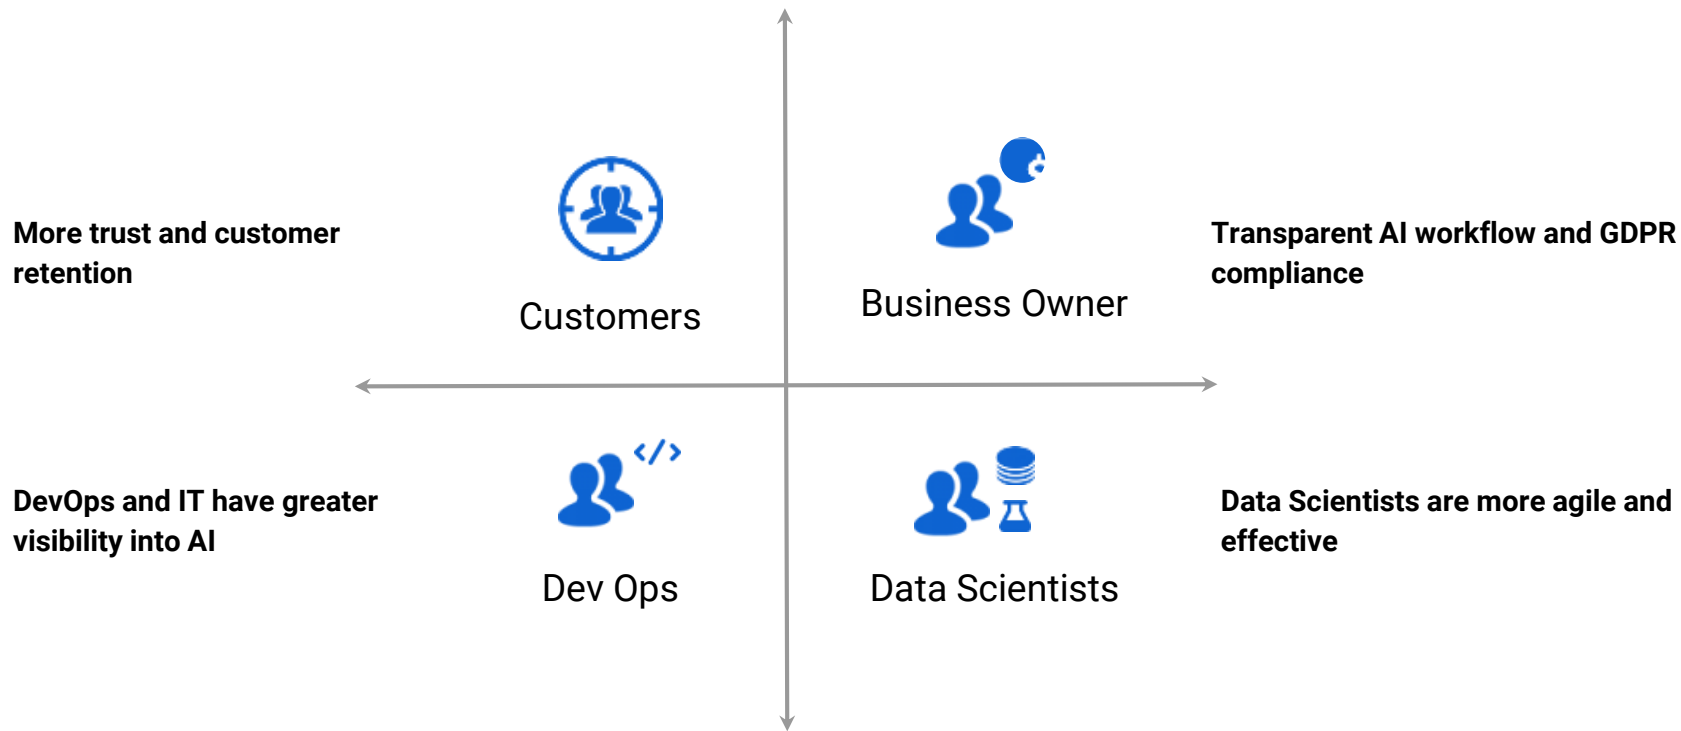 More trust and customer
retention
Customers
Business Owner
Transparent AI workflow and GDPR
compliance
DevOps and IT have greater
visibility into AI
</>
Dev Ops
Data Scientists
Data Scientists are more agile and
effective